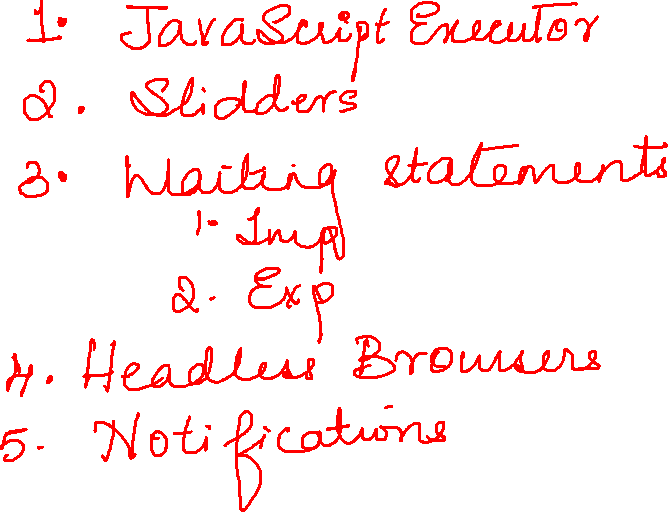 1. JavaScript Executor
2. Slidders
3. Waiting statements
1. Imp
2. Exp
4. Headless Browsers
5. Notifications